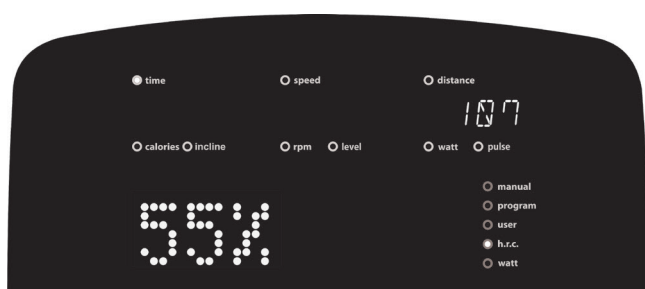 time speed distance
107
calories incline rpm level watt pulse
manual
program
user
h.r.c.
watt
55%